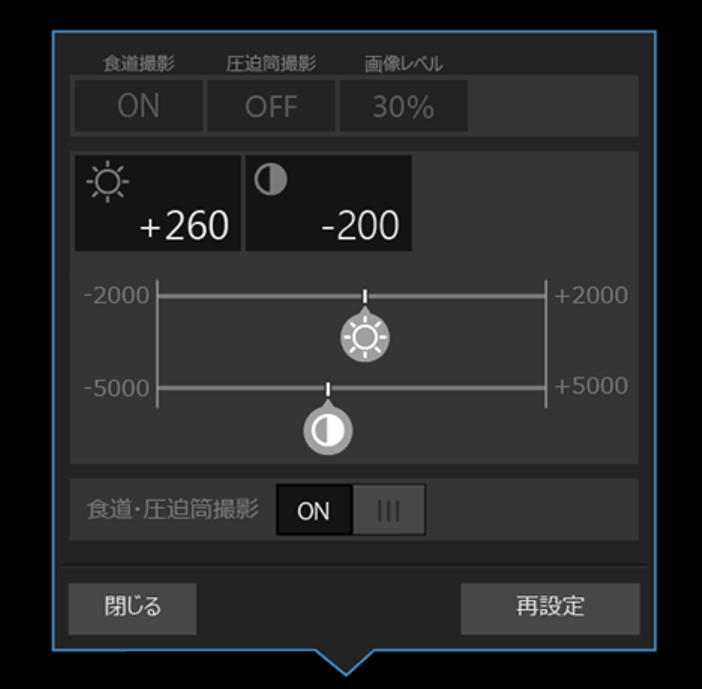 食道撮影 圧迫筒撮影 画像レベル
ON OFF 30%
+260 -200
-2000 +2000
-5000 +5000
食道・圧迫筒撮影 ON
閉じる 再設定